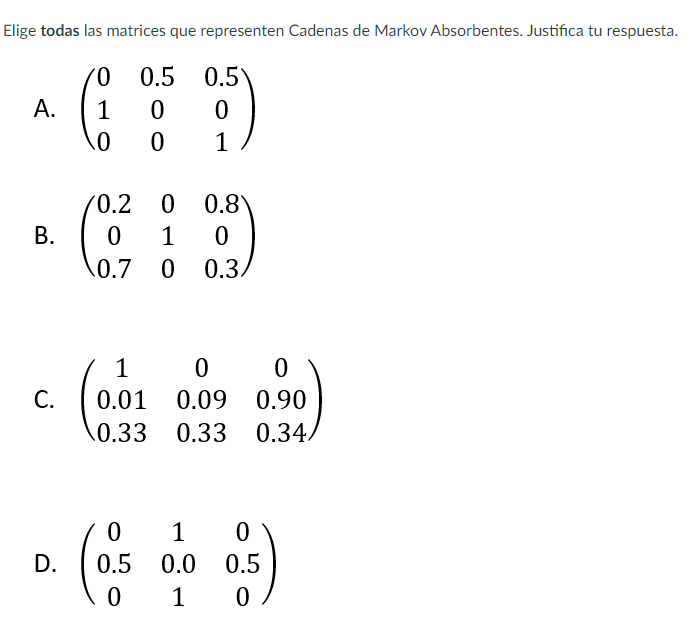 Elige todas las matrices que representen Cadenas de Markov Absorbentes. Justifica tu respuesta.
A.
0 0.5 0.5
1 0 0
0 0 1
B.
0.2 0 0.8
0 1 0
0.7 0 0.3
C.
1 0 0
0.01 0.09 0.90
0.33 0.33 0.34
D.
0 1 0
0.5 0.0 0.5
0 1 0